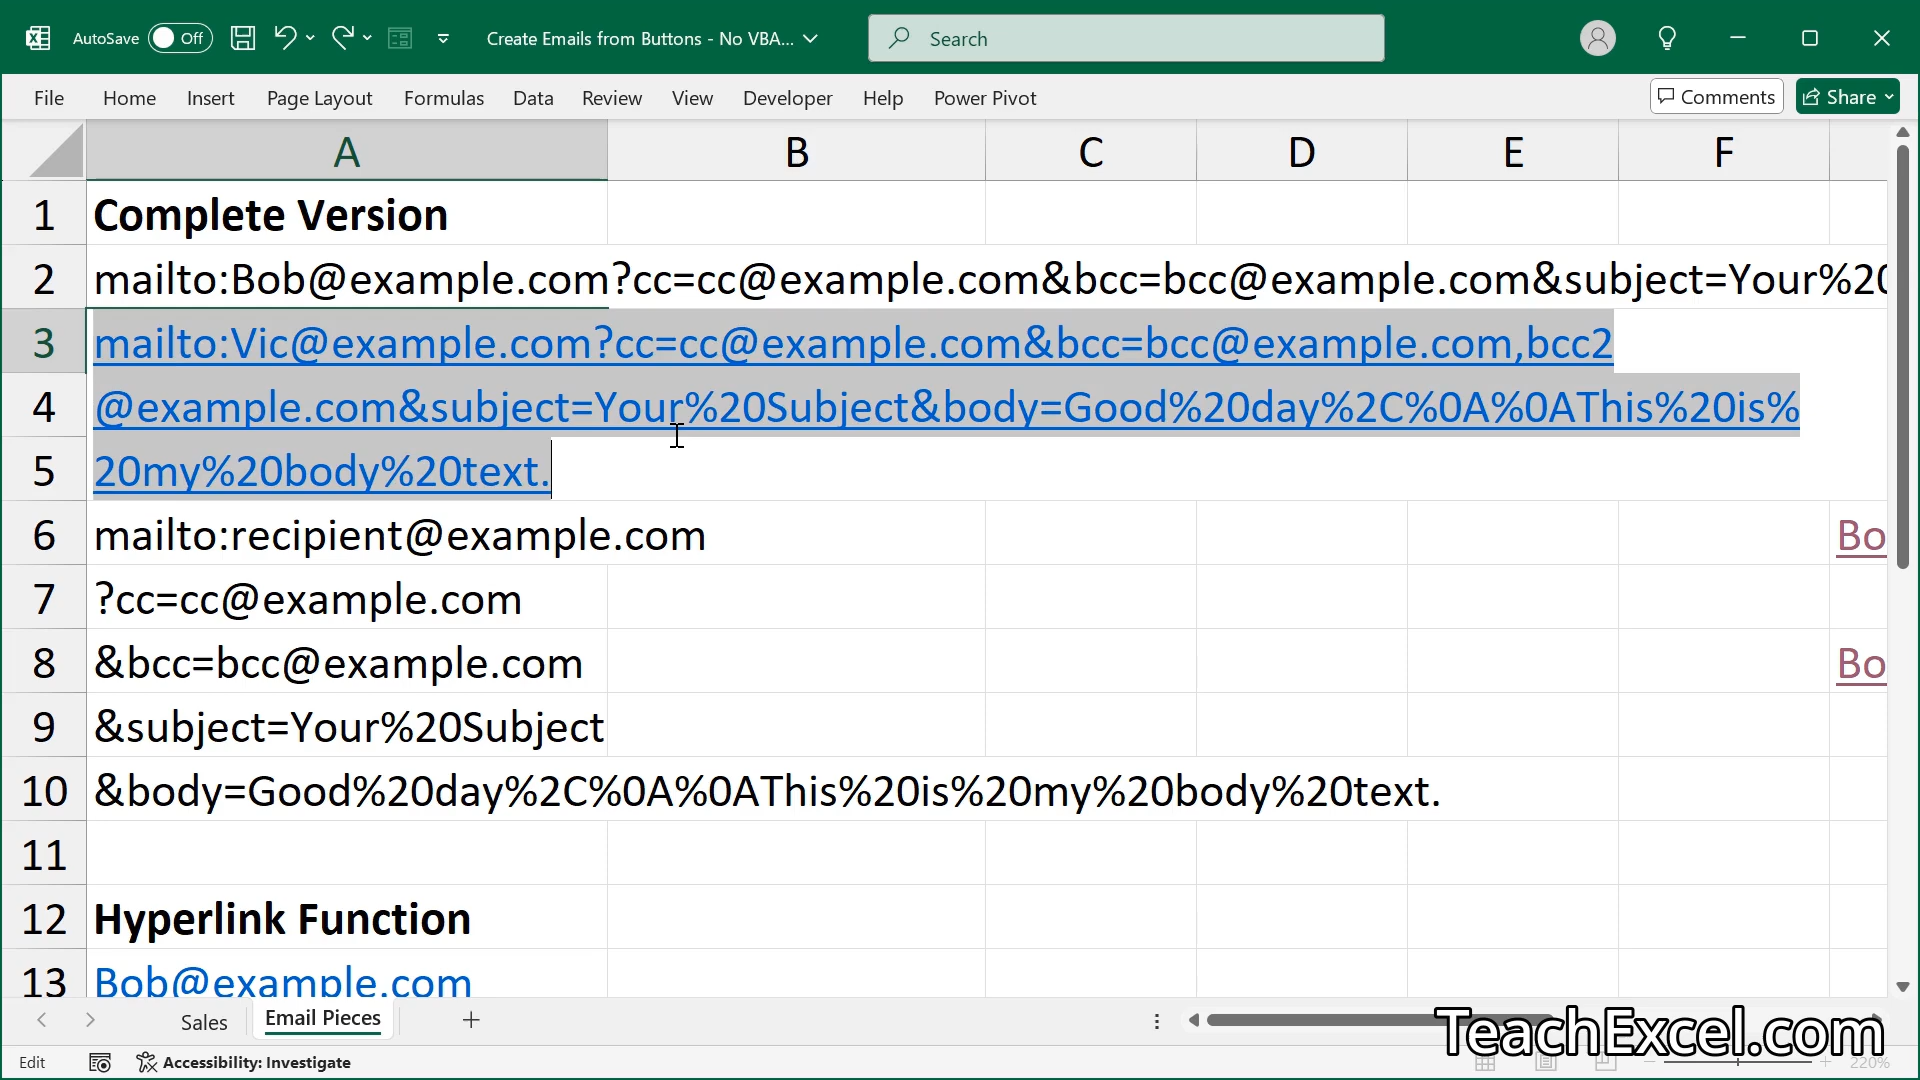 AutoSave Off Create Emails from Buttons - No VBA... Search
File Home Insert Page Layout Formulas Data Review View Developer Help Power Pivot Comments Share
A B C D E F
1 Complete Version
2 mailto:Bob@example.com?cc=cc@example.com&bcc=bcc@example.com&subject=Your%20
3 mailto:Vic@example.com?cc=cc@example.com&bcc=bcc@example.com,bcc2
4 @example.com&subject=Your%20Subject&body=Good%20day%2C%0A%0AThis%20is%
5 20my%20body%20text.
6 mailto:recipient@example.com Bo
7 ?cc=cc@example.com
8 &bcc=bcc@example.com Bo
9 &subject=Your%20Subject
10 &body=Good%20day%2C%0A%0AThis%20is%20my%20body%20text.
11
12 Hyperlink Function
13 Bob@example.com
Sales Email Pieces
TeachExcel.com
Edit Accessibility: Investigate 220%